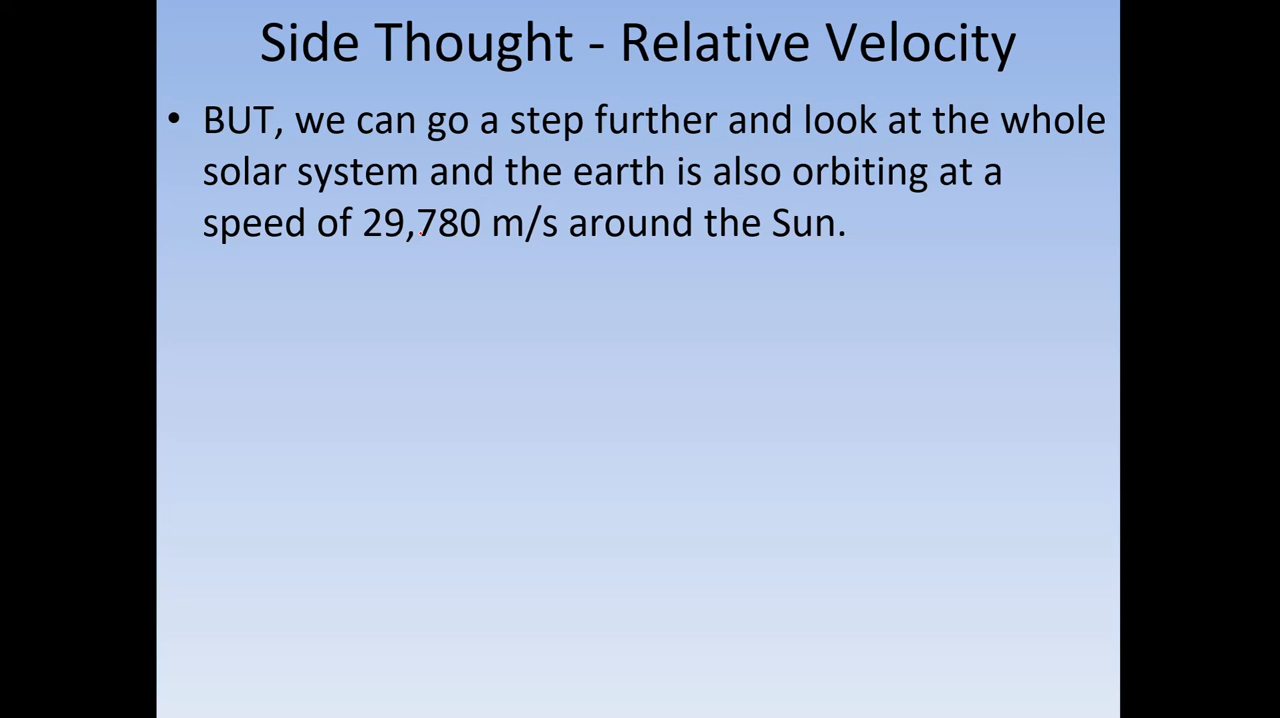 Side Thought - Relative Velocity
• BUT, we can go a step further and look at the whole
solar system and the earth is also orbiting at a
speed of 29,780 m/s around the Sun.